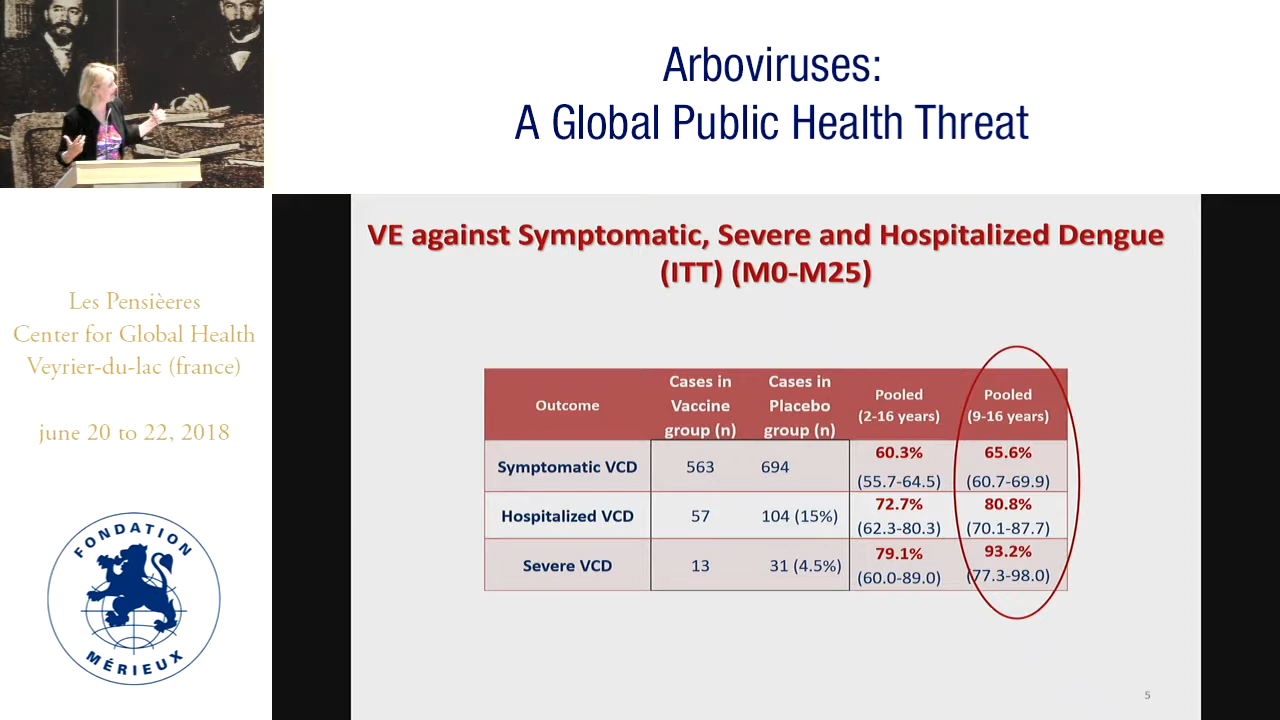 Arboviruses:
A Global Public Health Threat
Les Pensièeres
Center for Global Health
Veyrier-du-lac (france)
june 20 to 22, 2018
FONDATION
MÉRIEUX
VE against Symptomatic, Severe and Hospitalized Dengue
(ITT) (M0-M25)
Outcome
Cases in
Vaccine
group (n)
Cases in
Placebo
group (n)
Pooled
(2-16 years)
Pooled
(9-16 years)
Symptomatic VCD
563
694
60.3%
(55.7-64.5)
65.6%
(60.7-69.9)
Hospitalized VCD
57
104 (15%)
72.7%
(62.3-80.3)
80.8%
(70.1-87.7)
Severe VCD
13
31 (4.5%)
79.1%
(60.0-89.0)
93.2%
(77.3-98.0)
5